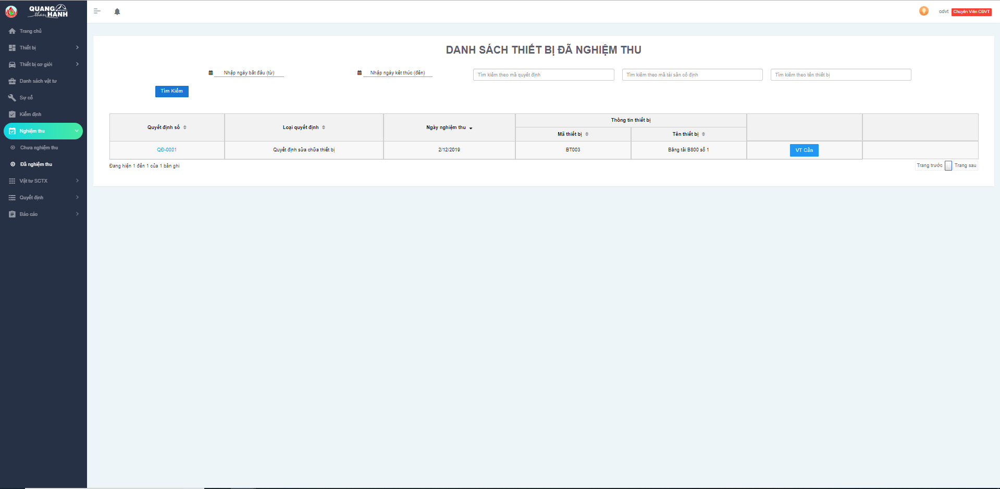 QUANG
than HANH
cdvt Chuyên Viên CĐVT
Trang chủ
Thiết bị
Thiết bị cơ giới
Danh sách vật tư
Sự cố
Kiểm định
Nghiệm thu
Chưa nghiệm thu
Đã nghiệm thu
Vật tư SCTX
Quyết định
Báo cáo
DANH SÁCH THIẾT BỊ ĐÃ NGHIỆM THU
Nhập ngày bắt đầu (từ) Nhập ngày kết thúc (đến) Tìm kiếm theo mã quyết định Tìm kiếm theo mã tài sản cố định Tìm kiếm theo tên thiết bị
Tìm Kiếm
Quyết định số Loại quyết định Ngày nghiệm thu Thông tin thiết bị
Mã thiết bị Tên thiết bị
QĐ-0001 Quyết định sửa chữa thiết bị 2/12/2019 BT003 Băng tải B800 số 1 VT Cần
Đang hiện 1 đến 1 của 1 bản ghi Trang trước Trang sau